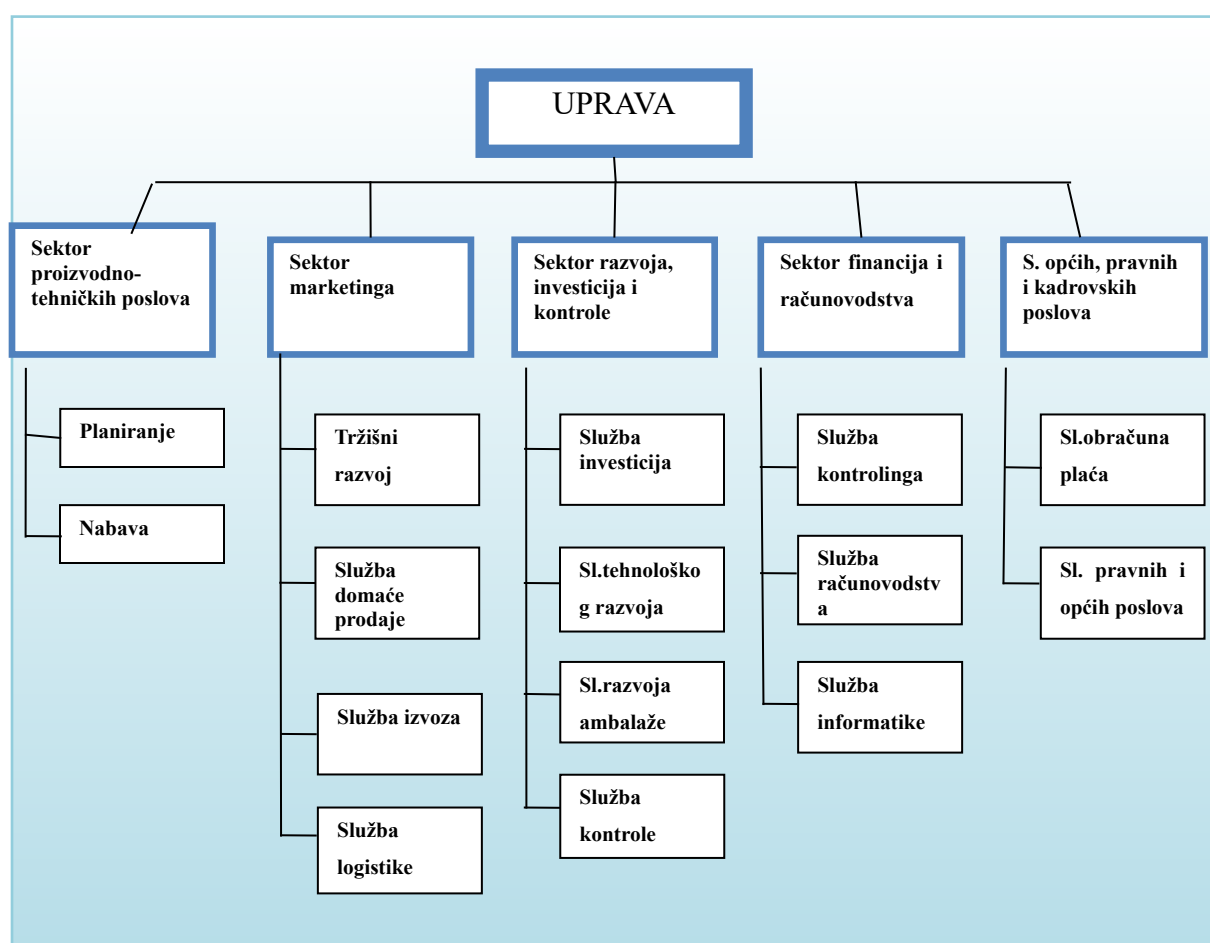 UPRAVA
Sektor
proizvodno-
tehničkih poslova
Sektor
marketinga
Sektor razvoja,
investicija i
kontrole
Sektor financija i
računovodstva
S. općih, pravnih
i kadrovskih
poslova
Planiranje
Nabava
Tržišni
razvoj
Služba
domaće
prodaje
Služba izvoza
Služba
logistike
Služba
investicija
Sl.tehnološko
g razvoja
Sl.razvoja
ambalaže
Služba
kontrole
Služba
kontrolinga
Služba
računovodstv
a
Služba
informatike
Sl.obračuna
plaća
Sl. pravnih i
općih poslova